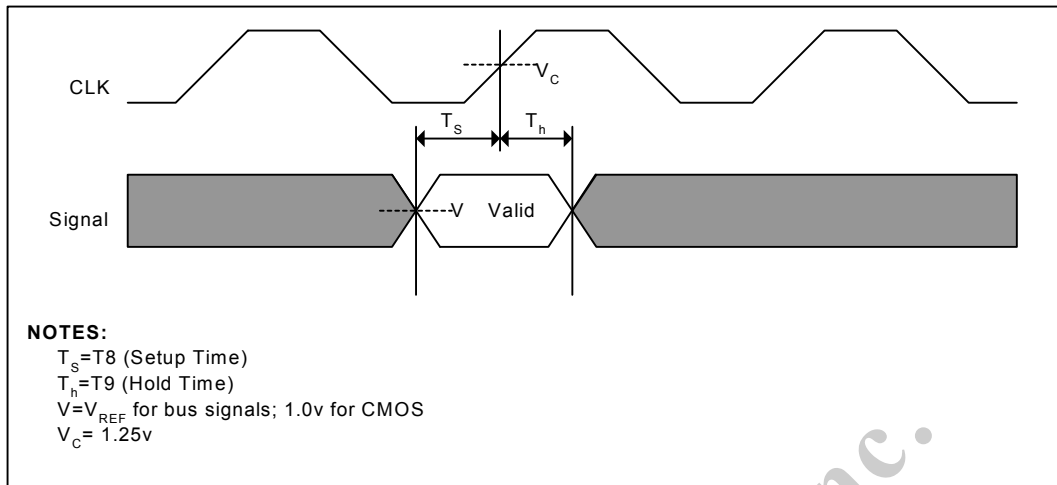 CLK
V_C
T_S T_h
Signal
V Valid
NOTES:
T_S=T8 (Setup Time)
T_h=T9 (Hold Time)
V=V_REF for bus signals; 1.0v for CMOS
V_C= 1.25v
nc.